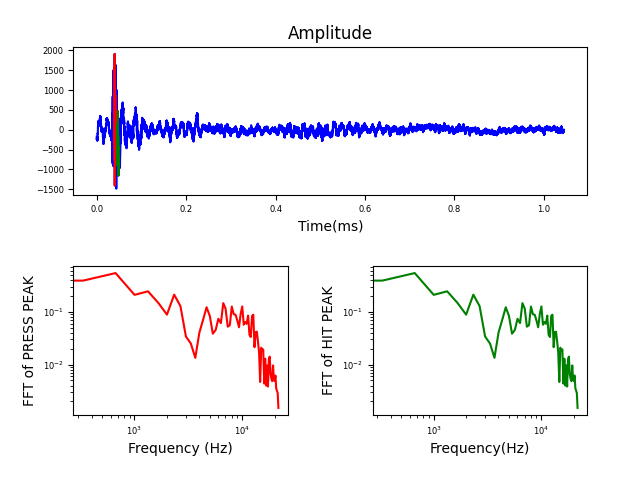 Amplitude
2000
1500
1000
500
0
−500
−1000
−1500
0.0 0.2 0.4 0.6 0.8 1.0
Time(ms)
FFT of PRESS PEAK
10⁻¹
10⁻²
10³ 10⁴
Frequency (Hz)
FFT of HIT PEAK
10⁻¹
10⁻²
10³ 10⁴
Frequency(Hz)